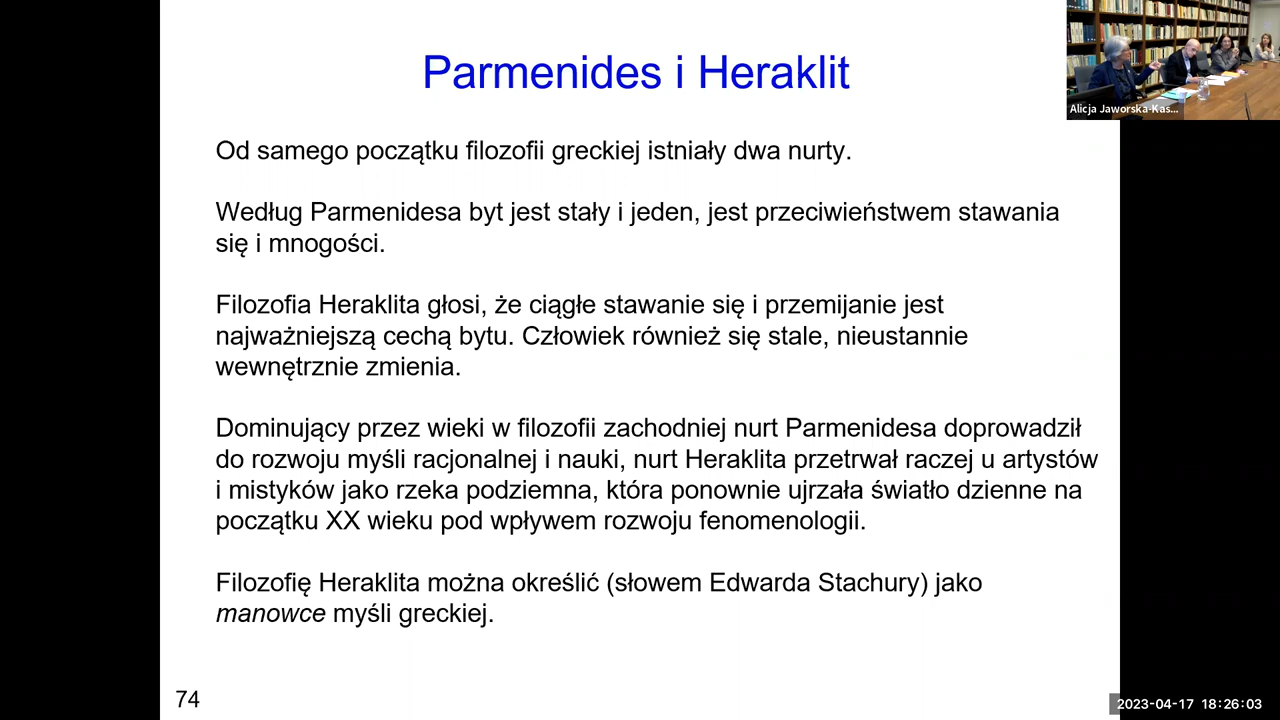 Parmenides i Heraklit
Alicja Jaworska-Kas...
Od samego początku filozofii greckiej istniały dwa nurty.
Według Parmenidesa byt jest stały i jeden, jest przeciwieństwem stawania
się i mnogości.
Filozofia Heraklita głosi, że ciągłe stawanie się i przemijanie jest
najważniejszą cechą bytu. Człowiek również się stale, nieustannie
wewnętrznie zmienia.
Dominujący przez wieki w filozofii zachodniej nurt Parmenidesa doprowadził
do rozwoju myśli racjonalnej i nauki, nurt Heraklita przetrwał raczej u artystów
i mistyków jako rzeka podziemna, która ponownie ujrzała światło dzienne na
początku XX wieku pod wpływem rozwoju fenomenologii.
Filozofię Heraklita można określić (słowem Edwarda Stachury) jako
manowce myśli greckiej.
74
2023-04-17 18:26:03